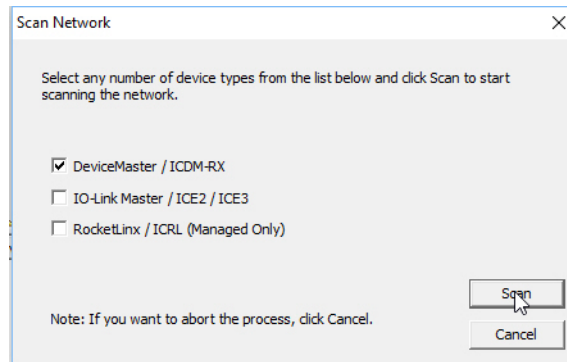 Scan Network
Select any number of device types from the list below and click Scan to start
scanning the network.
DeviceMaster / ICDM-RX
IO-Link Master / ICE2 / ICE3
RocketLinx / ICRL (Managed Only)
Scan
Note: If you want to abort the process, click Cancel.
Cancel